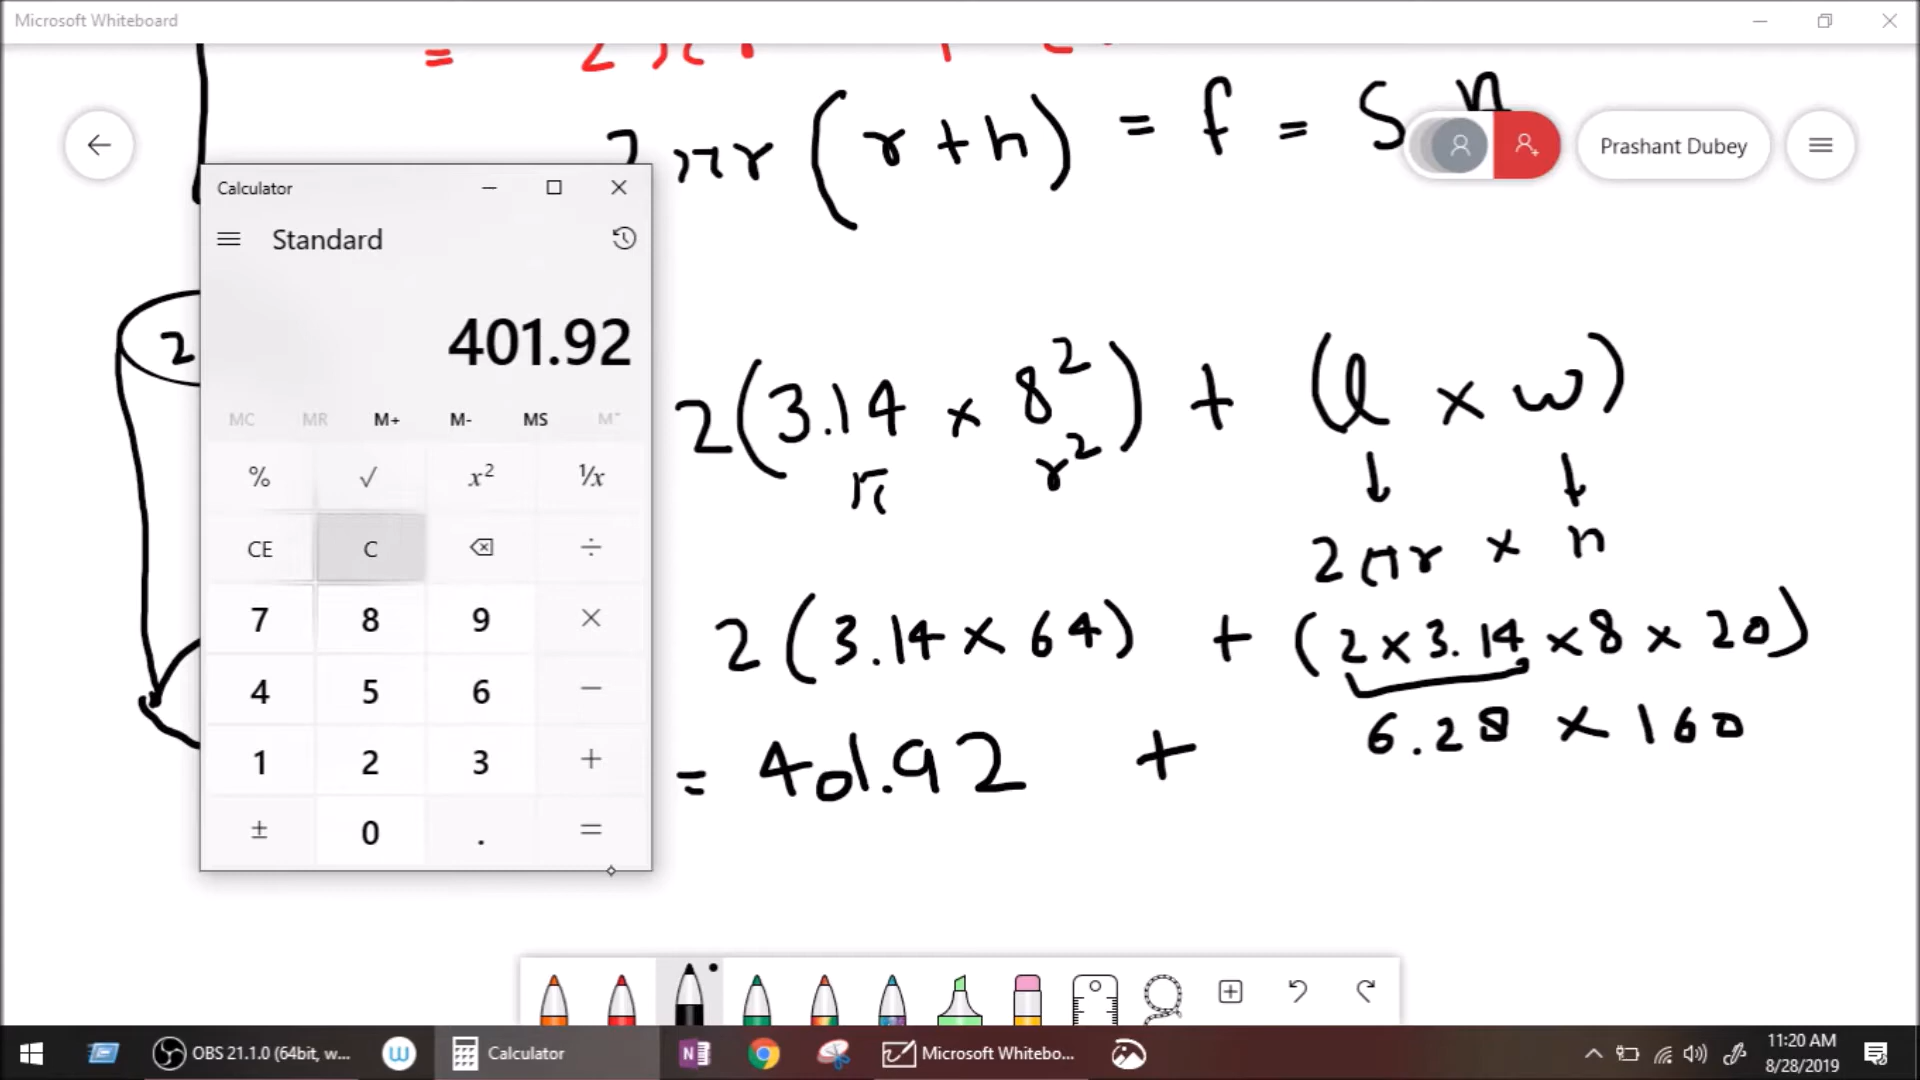 Microsoft Whiteboard
πr (r+h) = f = S
Prashant Dubey
Calculator
Standard
401.92
MC MR M+ M- MS
% √ x² ¹/x
CE C ÷
7 8 9 ×
4 5 6 −
1 2 3 +
± 0 . =
2
2(3.14 × 8²) + (l × w)
π r²
2πr × h
2(3.14×64) + (2×3.14×8×20)
6.28 × 160
= 401.92 +
OBS 21.1.0 (64bit, w...
Calculator
Microsoft Whitebo...
11:20 AM
8/28/2019